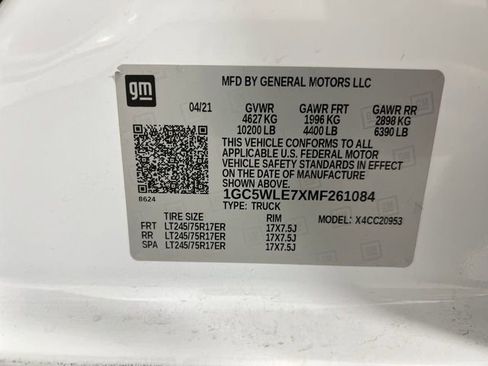 gm
MFD BY GENERAL MOTORS LLC
04/21 GVWR GAWR FRT GAWR RR
4627 KG 1996 KG 2898 KG
10200 LB 4400 LB 6390 LB
THIS VEHICLE CONFORMS TO ALL
APPLICABLE U.S. FEDERAL MOTOR
VEHICLE SAFETY STANDARDS IN
EFFECT ON THE DATE OF
MANUFACTURE SHOWN ABOVE.
8624 1GC5WLE7XMF261084
TYPE: TRUCK MODEL: X4CC20953
TIRE SIZE RIM
FRT LT245/75R17ER 17X7.5J
RR LT245/75R17ER 17X7.5J
SPA LT245/75R17ER 17X7.5J